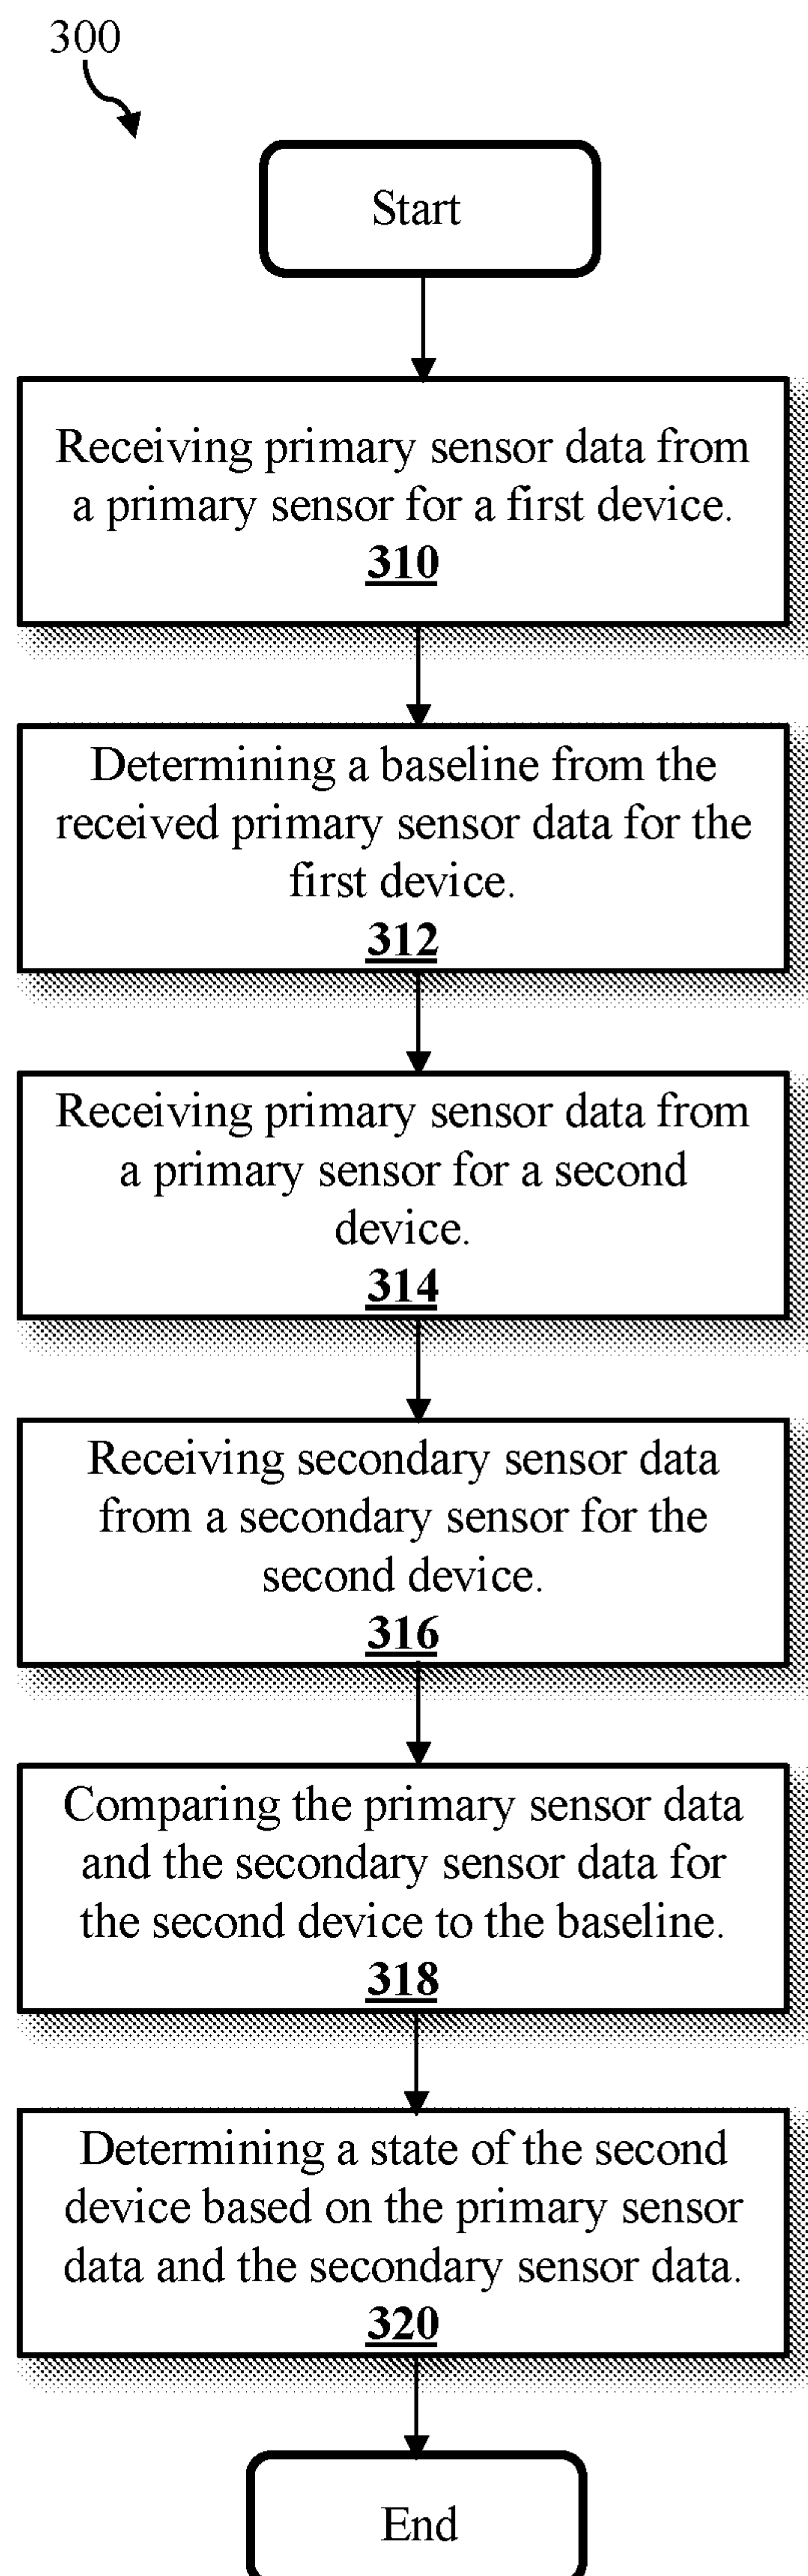 300
Start
Receiving primary sensor data from
a primary sensor for a first device.
310
Determining a baseline from the
received primary sensor data for the
first device.
312
Receiving primary sensor data from
a primary sensor for a second
device.
314
Receiving secondary sensor data
from a secondary sensor for the
second device.
316
Comparing the primary sensor data
and the secondary sensor data for
the second device to the baseline.
318
Determining a state of the second
device based on the primary sensor
data and the secondary sensor data.
320
End